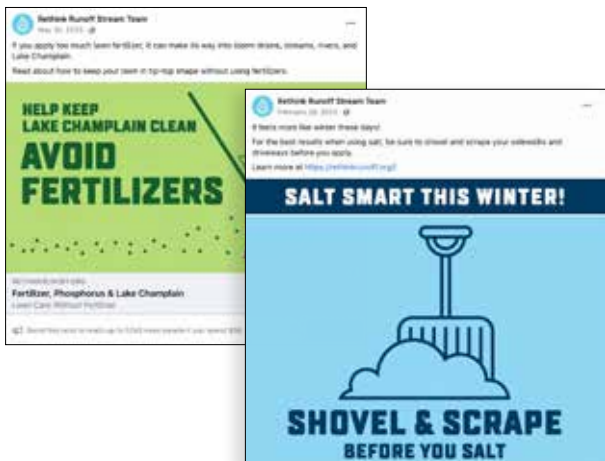 Rethink Runoff Stream Team
If you apply too much lawn fertilizer, it can make its way into storm drains, streams, rivers, and
Lake Champlain.
Read about how to keep your lawn in tip-top shape without using fertilizers.
HELP KEEP
LAKE CHAMPLAIN CLEAN
AVOID
FERTILIZERS
Fertilizer, Phosphorus & Lake Champlain
Lawn Care Without Fertilizer
Rethink Runoff Stream Team
It feels more like winter these days!
For the best results when using salt, be sure to shovel and scrape your sidewalks and
driveways before you apply.
Learn more at https://rethinkrunoff.org/
SALT SMART THIS WINTER!
SHOVEL & SCRAPE
BEFORE YOU SALT